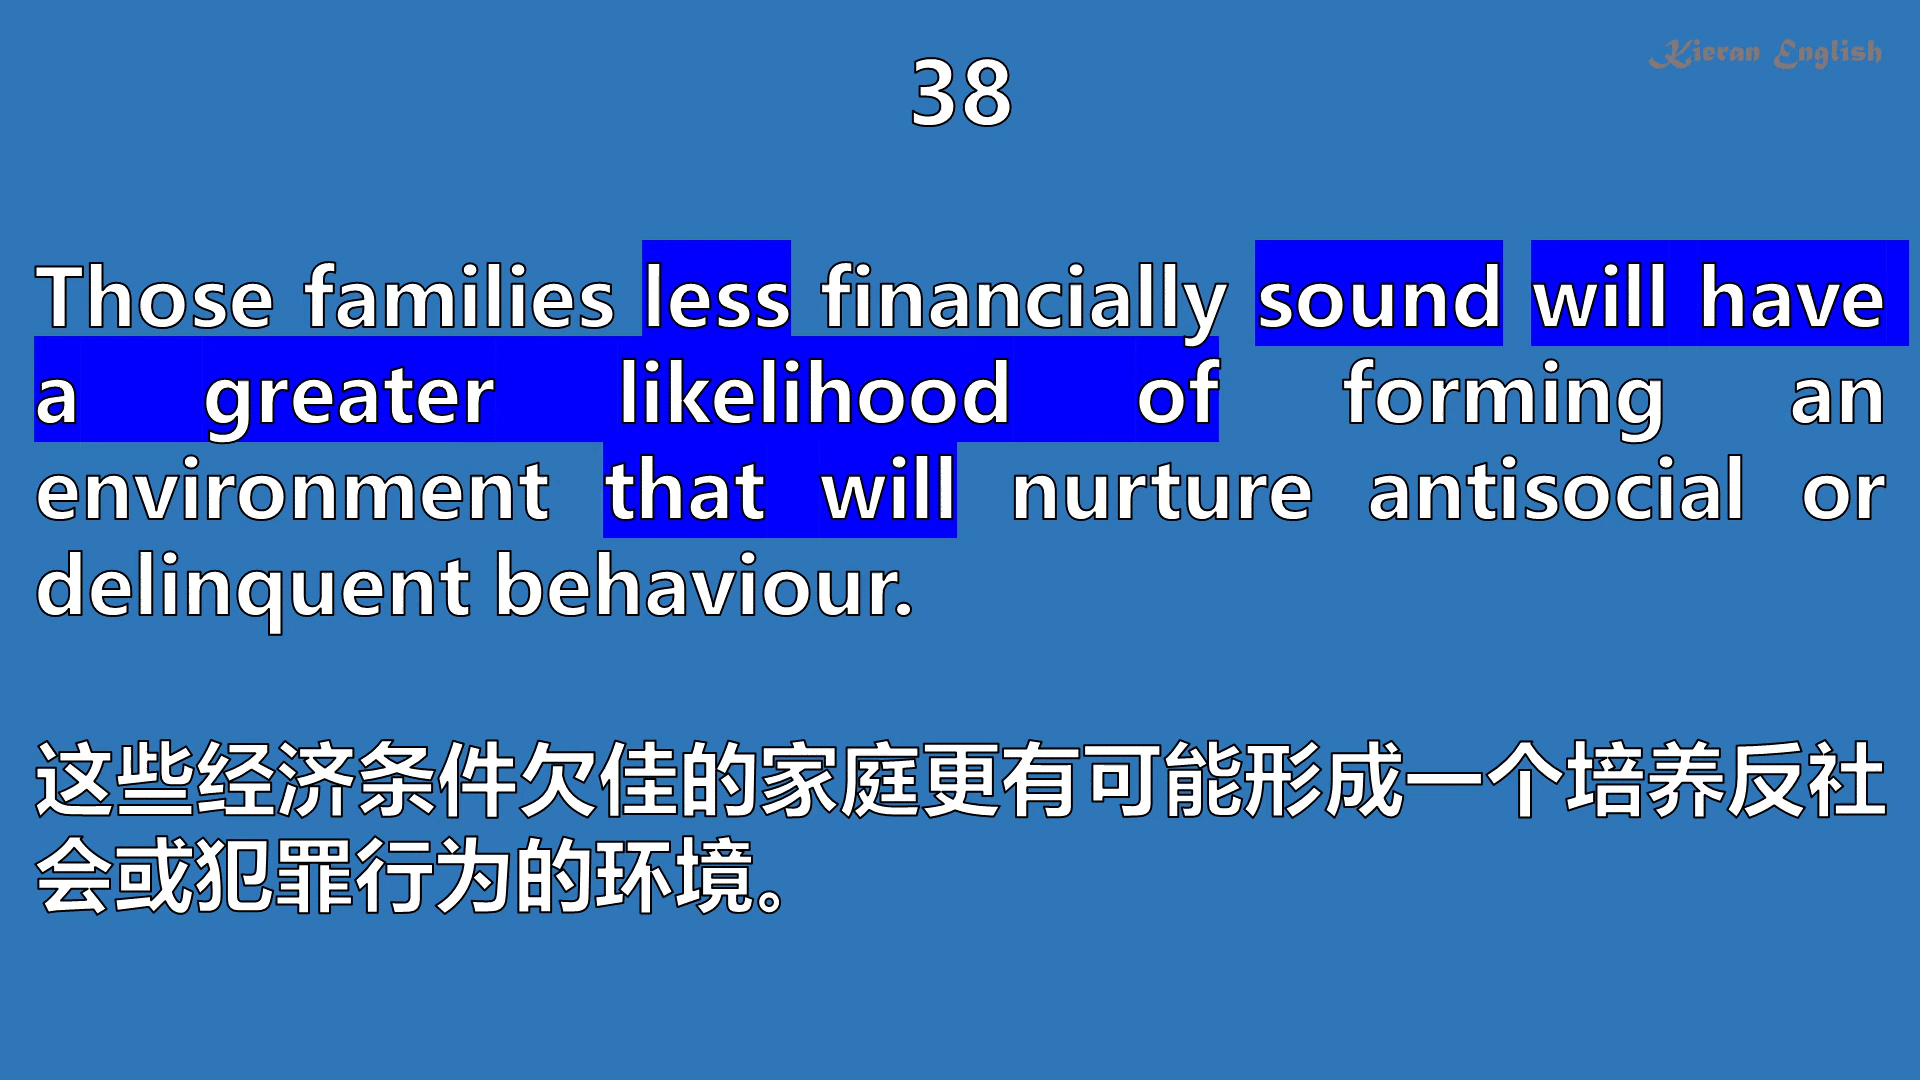 Kieran English
38
Those families less financially sound will have
a greater likelihood of forming an
environment that will nurture antisocial or
delinquent behaviour.
这些经济条件欠佳的家庭更有可能形成一个培养反社
会或犯罪行为的环境。